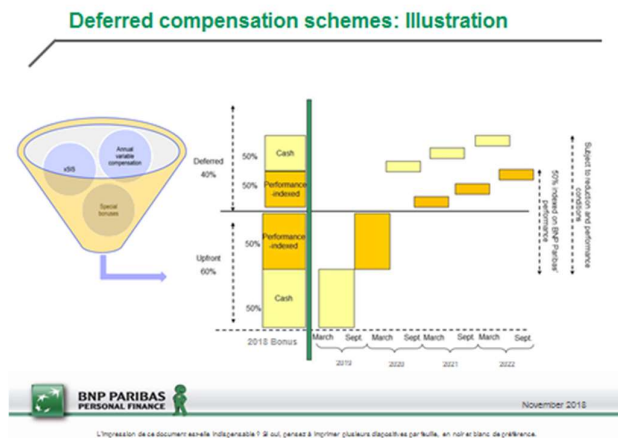 Deferred compensation schemes: Illustration
Annual
variable
compensation
xSIS
Special
bonuses
Deferred
40%
50%
Cash
50%
Performance
-indexed
Upfront
60%
50%
Performance
-indexed
50%
Cash
2018 Bonus
March
Sept.
March
Sept.
March
Sept.
March
Sept.
2019
2020
2021
2022
50% indexed on BNP Paribas'
performance
Subject to reduction and performance
conditions
BNP PARIBAS
PERSONAL FINANCE
November 2018
L'impression de ce document est-elle indispensable ? Si oui, pensez à imprimer plusieurs diapositives par feuille, en noir et blanc de préférence.